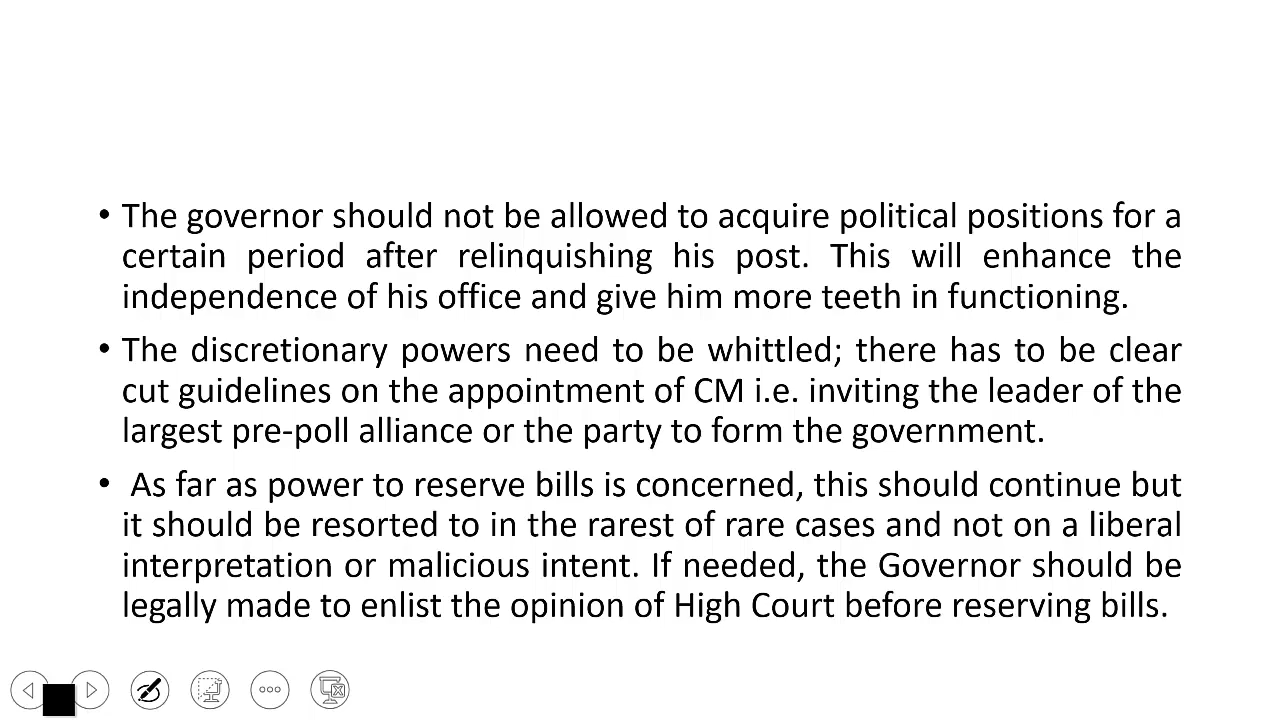 • The governor should not be allowed to acquire political positions for a
certain period after relinquishing his post. This will enhance the
independence of his office and give him more teeth in functioning.
• The discretionary powers need to be whittled; there has to be clear
cut guidelines on the appointment of CM i.e. inviting the leader of the
largest pre-poll alliance or the party to form the government.
• As far as power to reserve bills is concerned, this should continue but
it should be resorted to in the rarest of rare cases and not on a liberal
interpretation or malicious intent. If needed, the Governor should be
legally made to enlist the opinion of High Court before reserving bills.